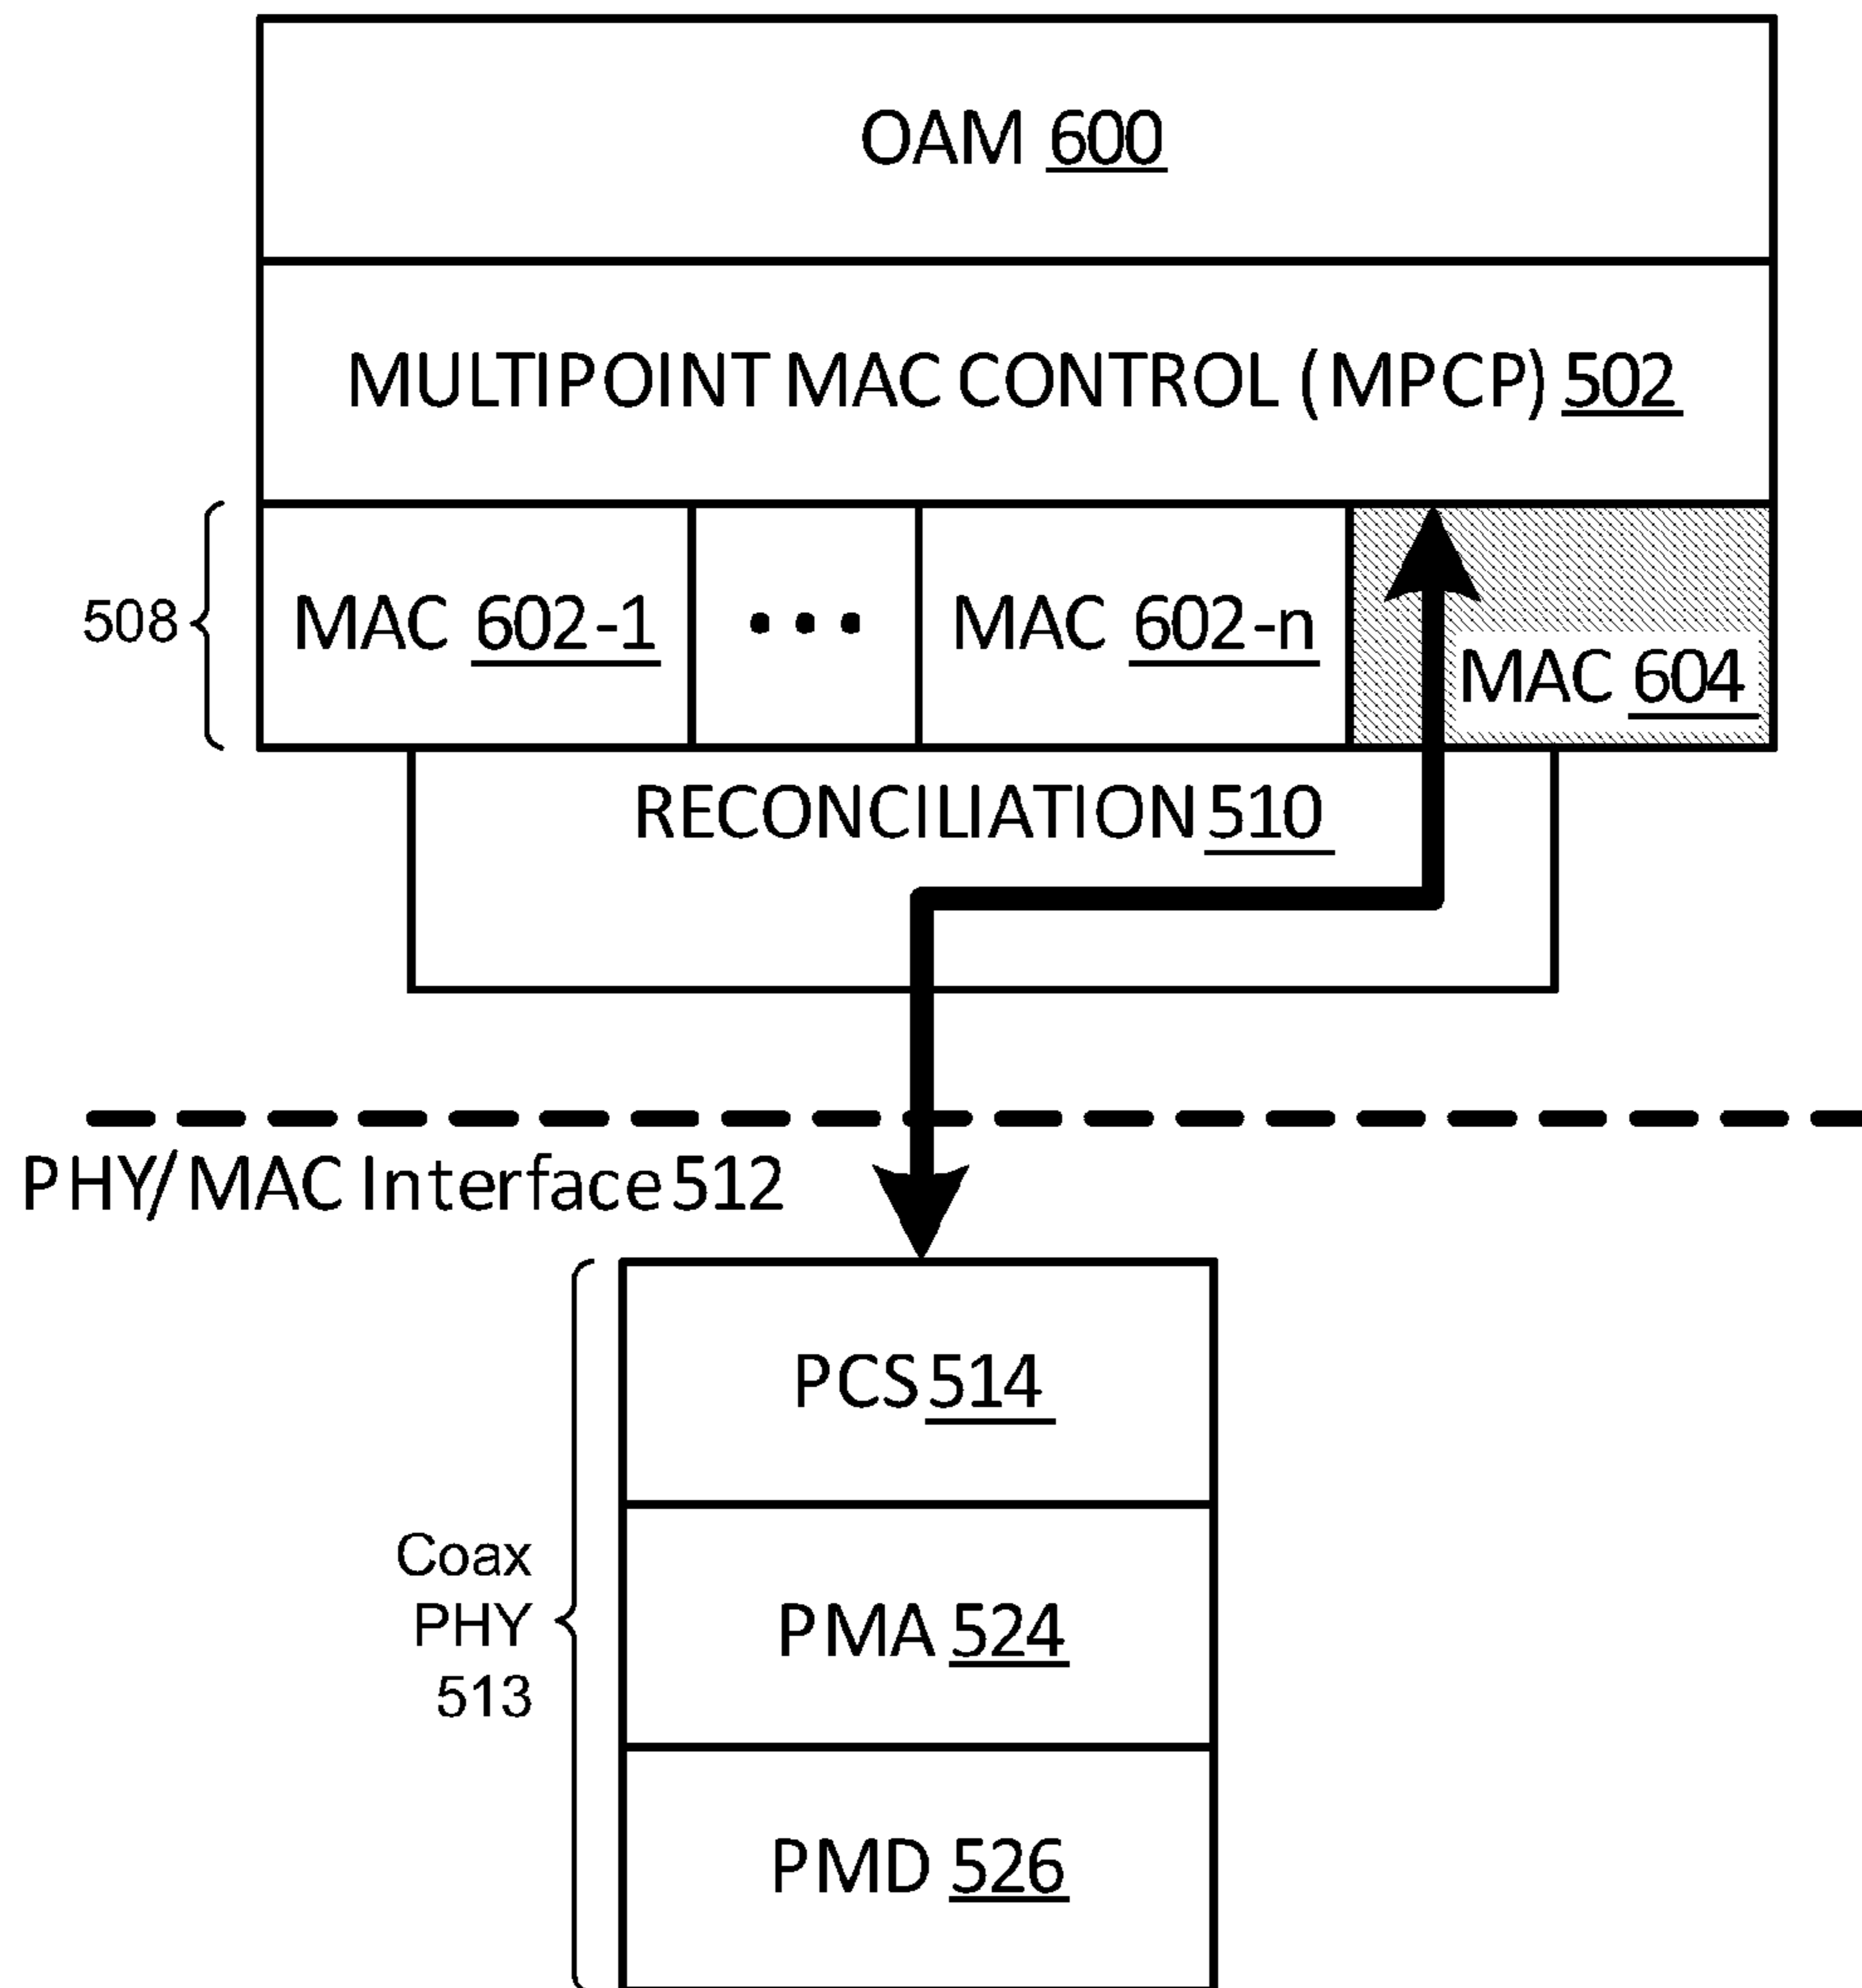 OAM 600
MULTIPOINT MAC CONTROL (MPCP) 502
508
MAC 602-1
•••
MAC 602-n
MAC 604
RECONCILIATION 510
PHY/MAC Interface 512
PCS 514
Coax
PHY
513
PMA 524
PMD 526